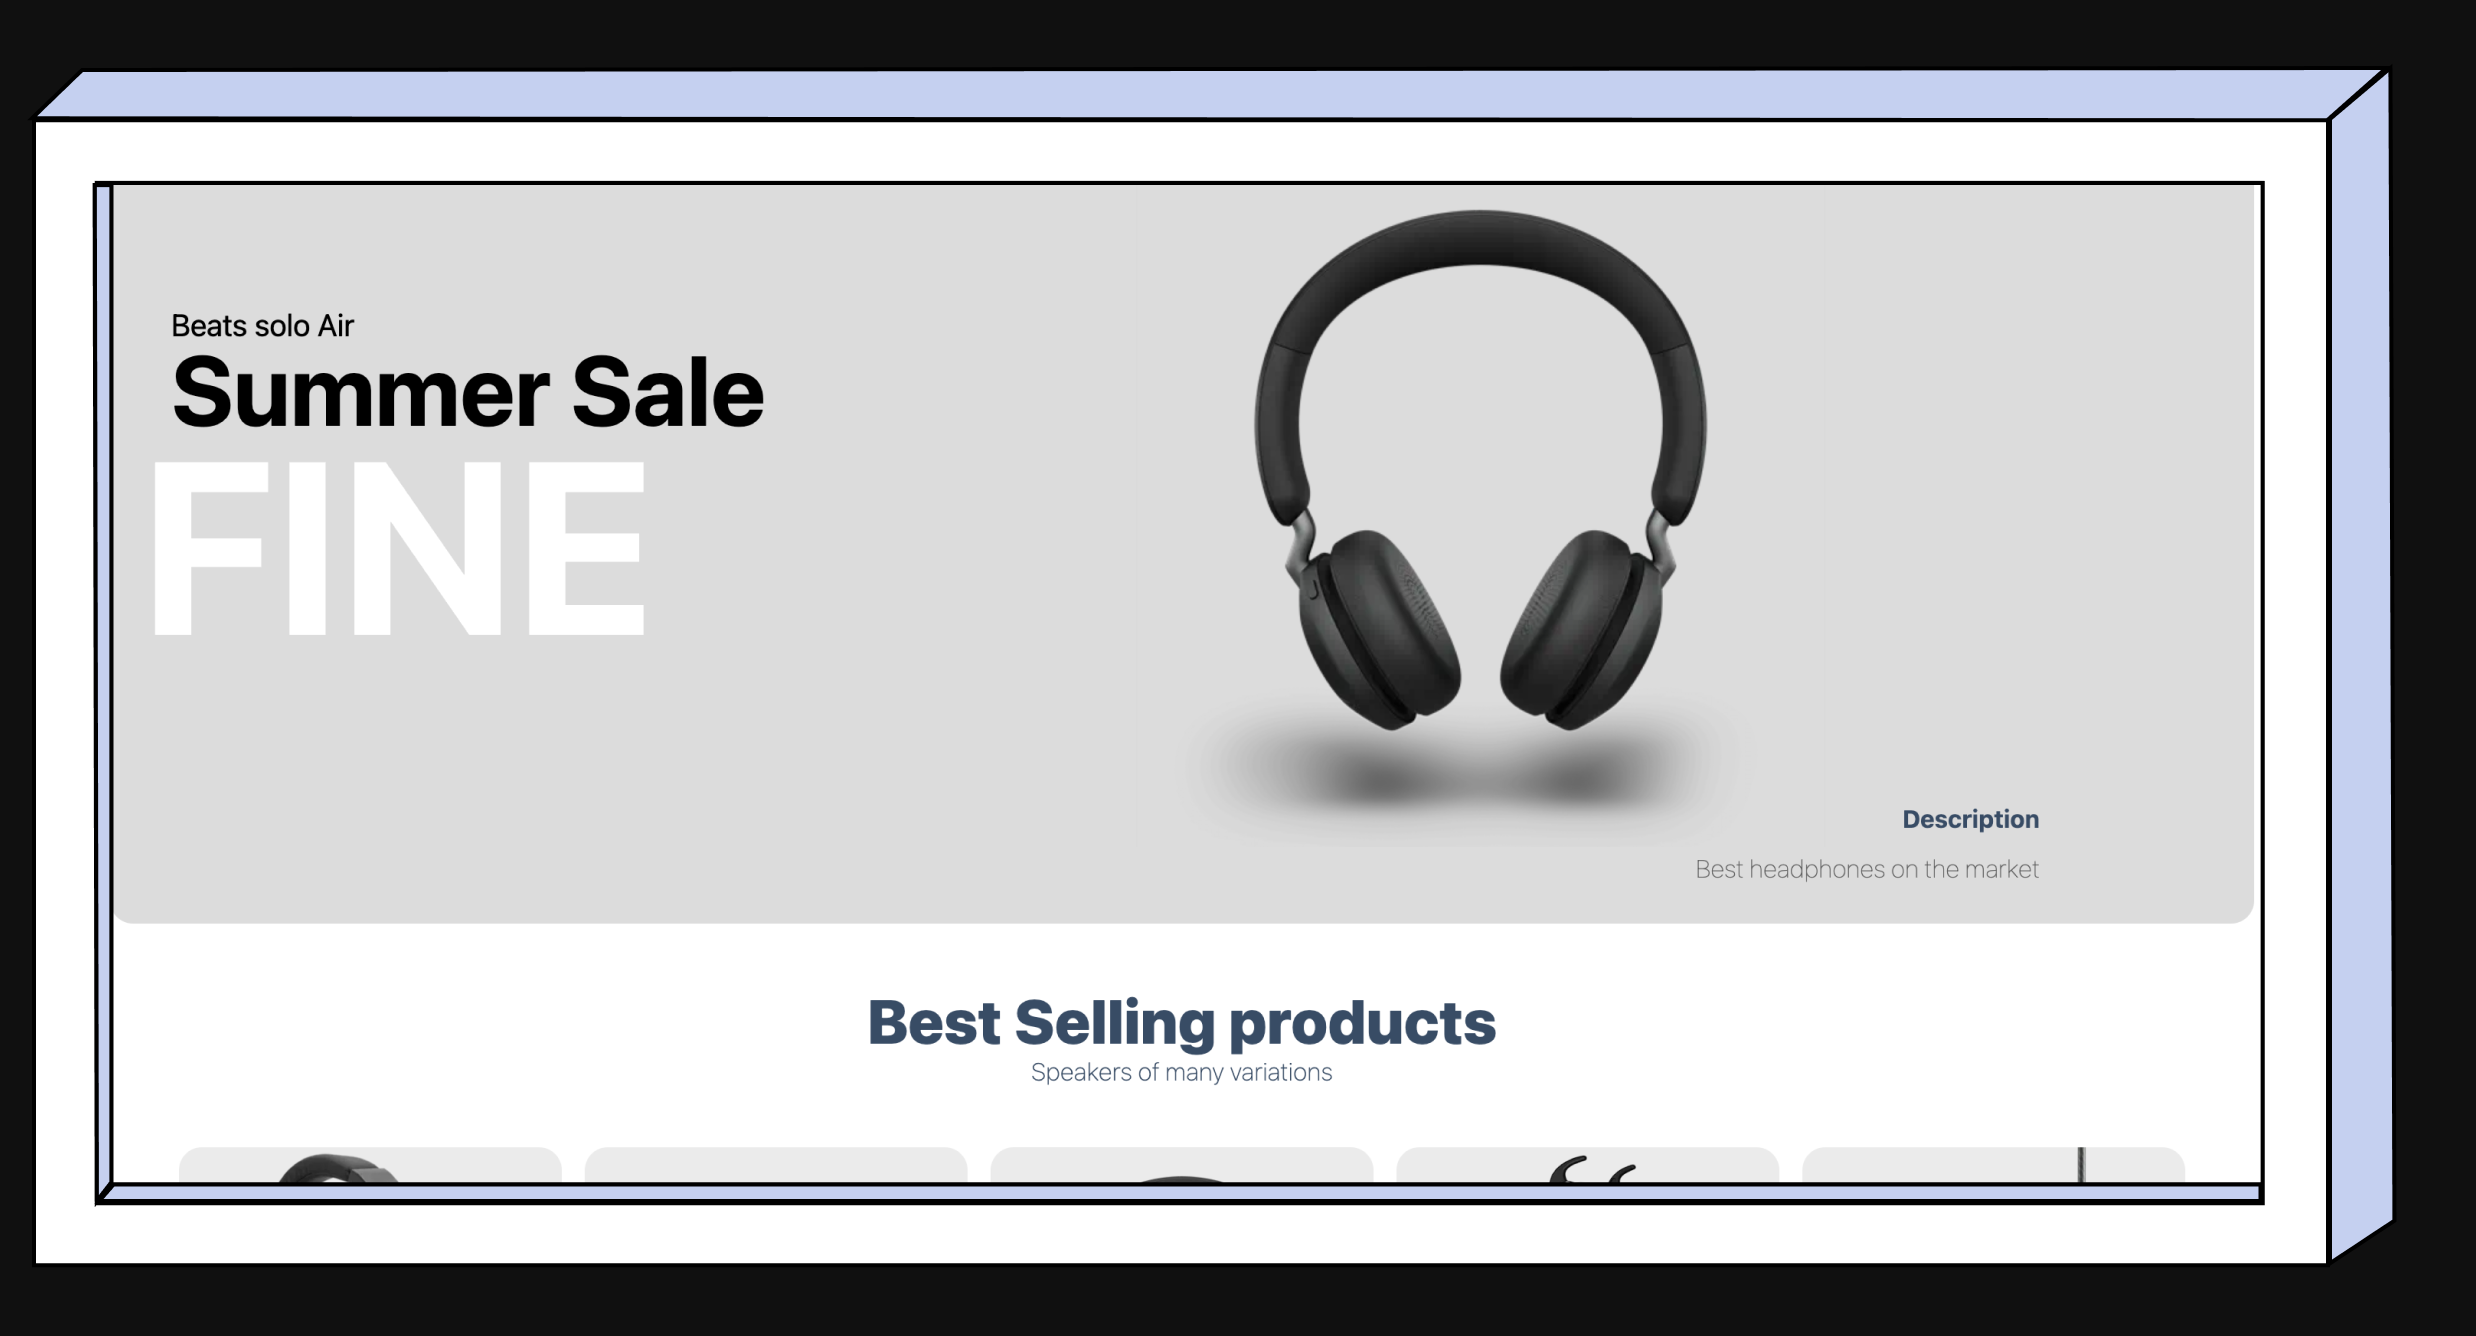 Beats solo Air
Summer Sale
FINE
Description
Best headphones on the market
Best Selling products
Speakers of many variations